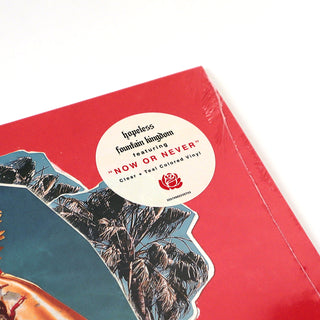 hopeless
fountain kingdom
featuring
"NOW OR NEVER"
Clear + Teal Colored Vinyl